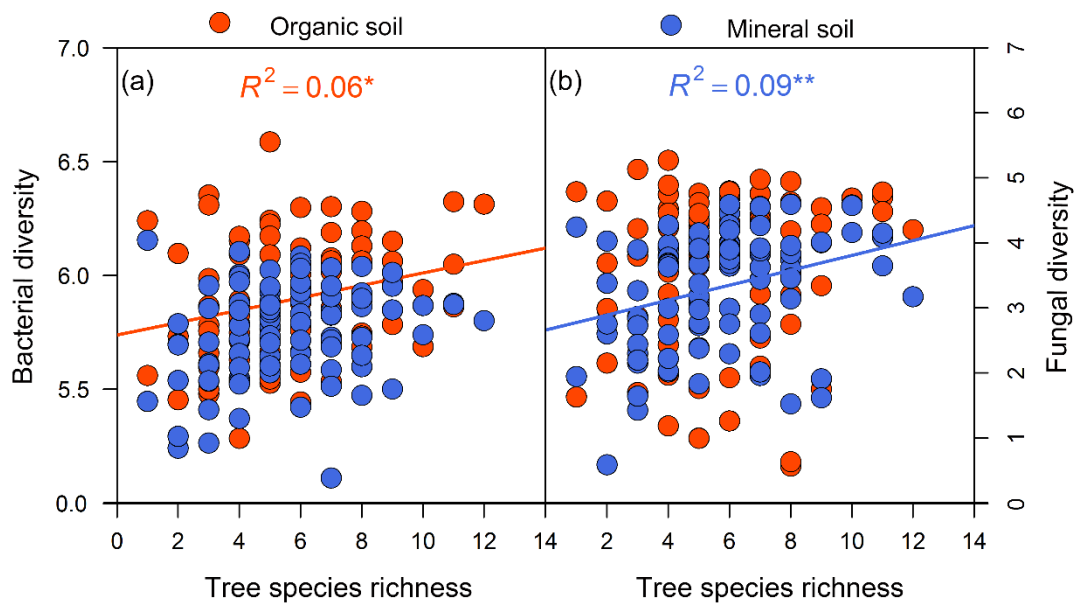 Organic soil
Mineral soil
(a)
R² = 0.06*
(b)
R² = 0.09**
7.0
6.5
6.0
5.5
0.0
Bacterial diversity
7
6
5
4
3
2
1
0
Fungal diversity
0 2 4 6 8 10 12 14
2 4 6 8 10 12 14
Tree species richness
Tree species richness